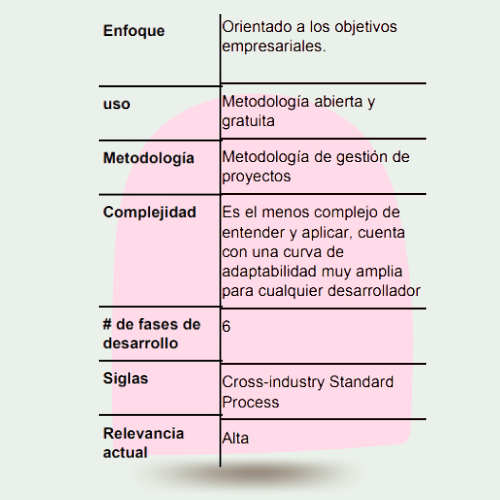 Enfoque
Orientado a los objetivos
empresariales.
uso
Metodología abierta y
gratuita
Metodología
Metodología de gestión de
proyectos
Complejidad
Es el menos complejo de
entender y aplicar, cuenta
con una curva de
adaptabilidad muy amplia
para cualquier desarrollador
# de fases de
desarrollo
6
Siglas
Cross-industry Standard
Process
Relevancia
actual
Alta